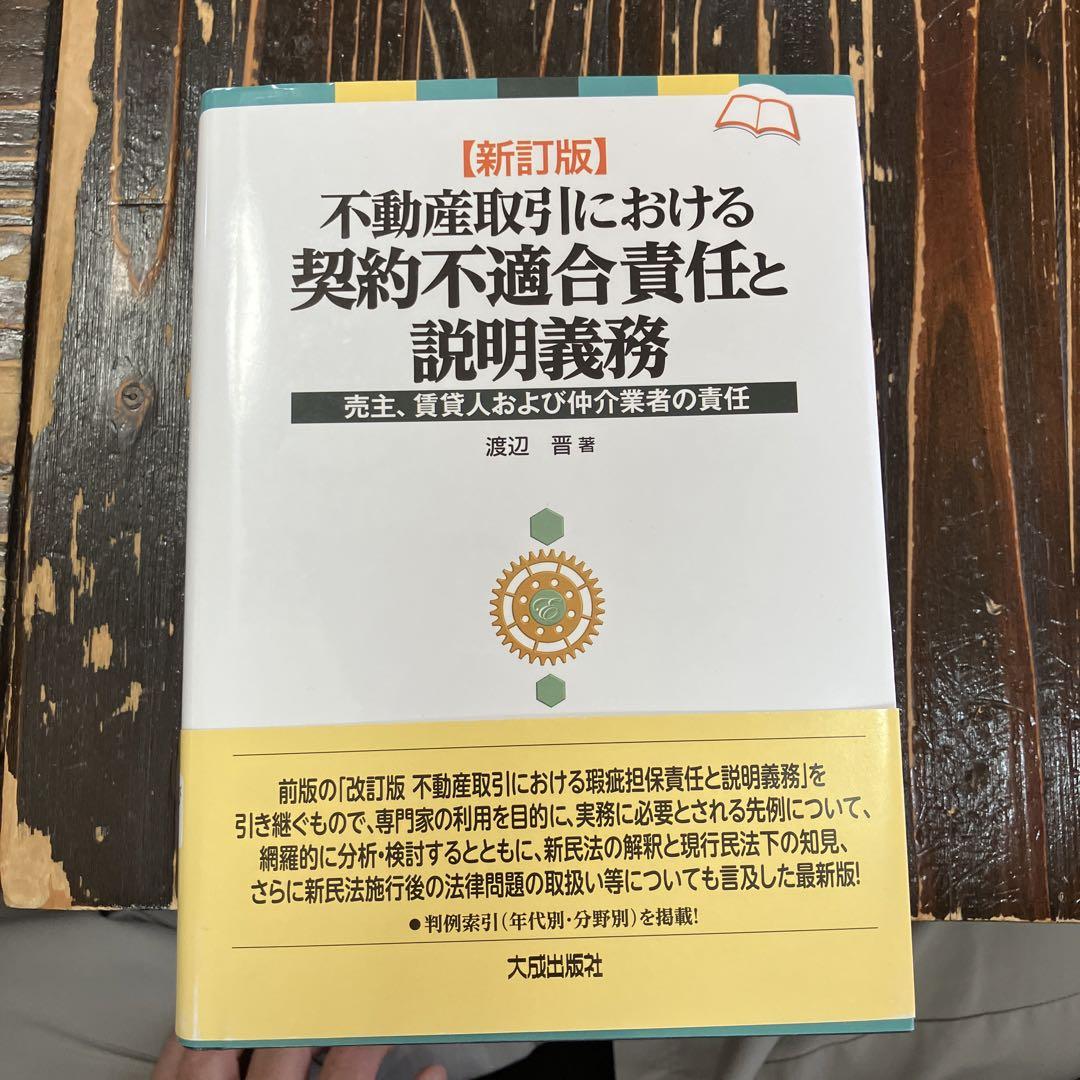 【新訂版】
不動産取引における
契約不適合責任と
説明義務
売主、賃貸人および仲介業者の責任
渡辺 晋 著
E
前版の「改訂版 不動産取引における瑕疵担保責任と説明義務」を
引き継ぐもので、専門家の利用を目的に、実務に必要とされる先例について、
網羅的に分析・検討するとともに、新民法の解釈と現行民法下の知見、
さらに新民法施行後の法律問題の取扱い等についても言及した最新版!
●判例索引(年代別・分野別)を掲載!
大成出版社